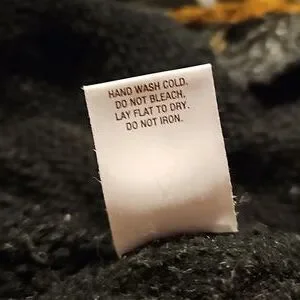 HAND WASH COLD.
DO NOT BLEACH.
LAY FLAT TO DRY.
DO NOT IRON.